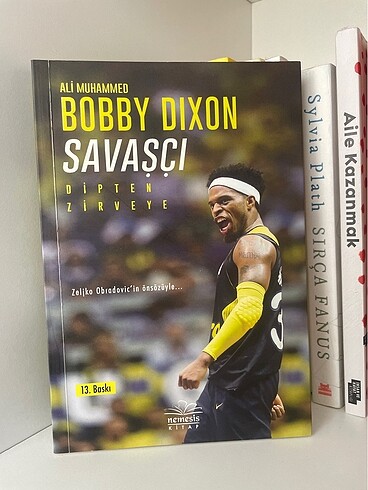 ALİ MUHAMMED
BOBBY DIXON
SAVAŞÇI
DİPTEN
ZİRVEYE
Zeljko Obradovic'in önsözüyle...
13. Baskı
nemesis
KİTAP
Sylvia Plath SIRÇA FANUS
Aile Kazanmak